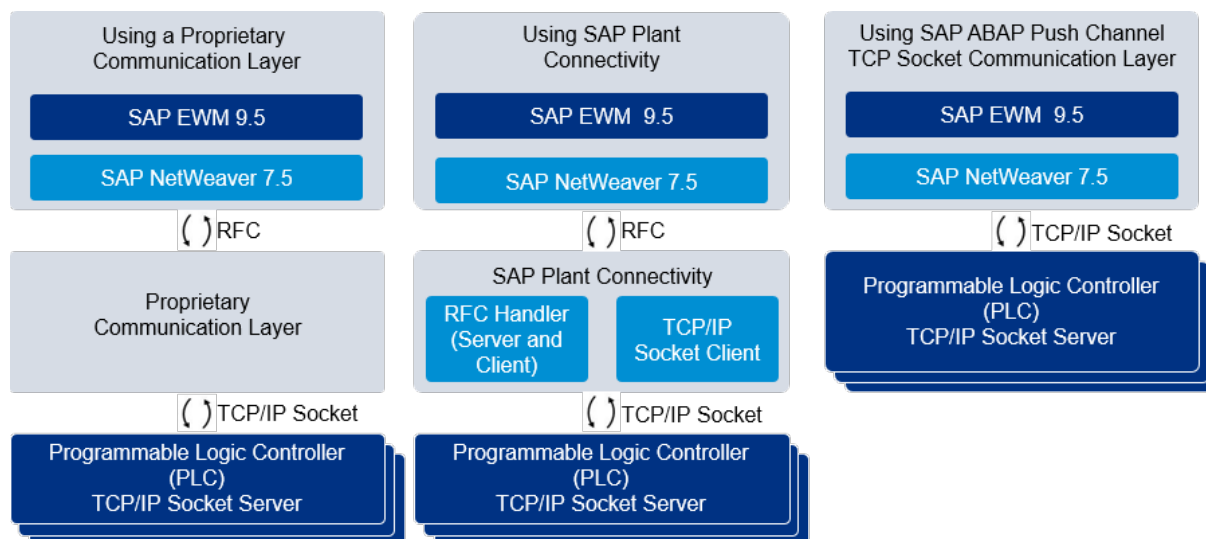 Using a Proprietary
Communication Layer
SAP EWM 9.5
SAP NetWeaver 7.5
RFC
Proprietary
Communication Layer
TCP/IP Socket
Programmable Logic Controller
(PLC)
TCP/IP Socket Server
Using SAP Plant
Connectivity
SAP EWM 9.5
SAP NetWeaver 7.5
RFC
SAP Plant Connectivity
RFC Handler
(Server and
Client)
TCP/IP
Socket Client
TCP/IP Socket
Programmable Logic Controller
(PLC)
TCP/IP Socket Server
Using SAP ABAP Push Channel
TCP Socket Communication Layer
SAP EWM 9.5
SAP NetWeaver 7.5
TCP/IP Socket
Programmable Logic Controller
(PLC)
TCP/IP Socket Server